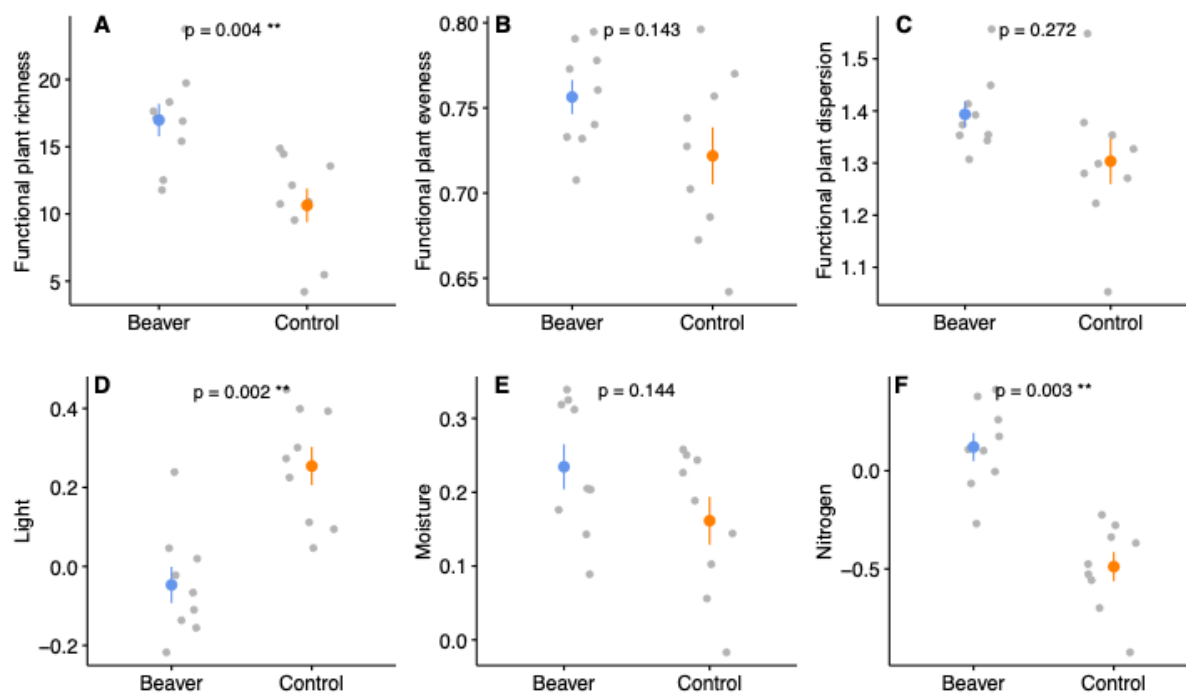 A
p = 0.004 **
Functional plant richness
20
15
10
5
Beaver
Control
B
p = 0.143
Functional plant eveness
0.80
0.75
0.70
0.65
Beaver
Control
C
p = 0.272
Functional plant dispersion
1.5
1.4
1.3
1.2
1.1
Beaver
Control
D
p = 0.002 **
Light
0.4
0.2
0.0
−0.2
Beaver
Control
E
p = 0.144
Moisture
0.3
0.2
0.1
0.0
Beaver
Control
F
p = 0.003 **
Nitrogen
0.0
−0.5
Beaver
Control